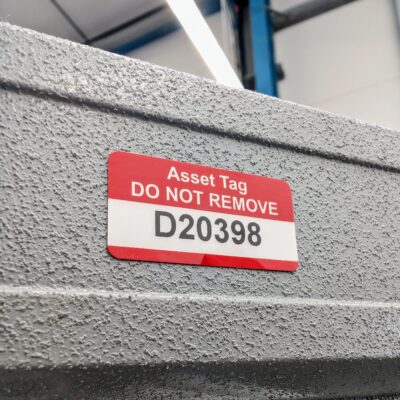 Asset Tag
DO NOT REMOVE
D20398